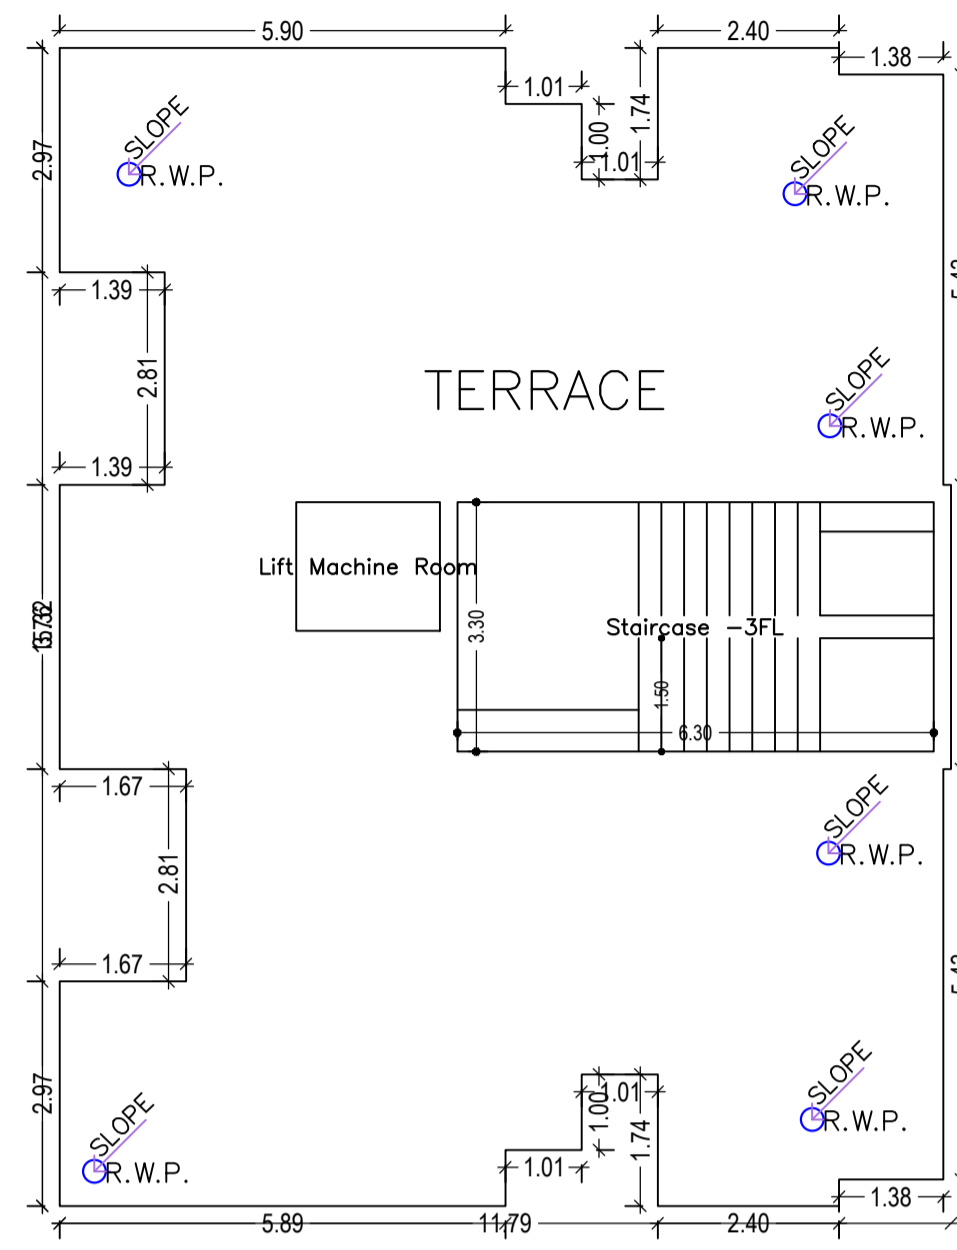 5.90
2.40
1.38
1.01
1.74
1.00
1.01
SLOPE
R.W.P.
SLOPE
R.W.P.
2.97
1.39
2.81
1.39
TERRACE
SLOPE
R.W.P.
Lift Machine Room
3.30
Staircase -3FL
1.50
6.30
1.67
2.81
1.67
SLOPE
R.W.P.
2.97
1.01
1.00
1.74
1.01
SLOPE
R.W.P.
SLOPE
R.W.P.
1.38
5.89
11.79
2.40